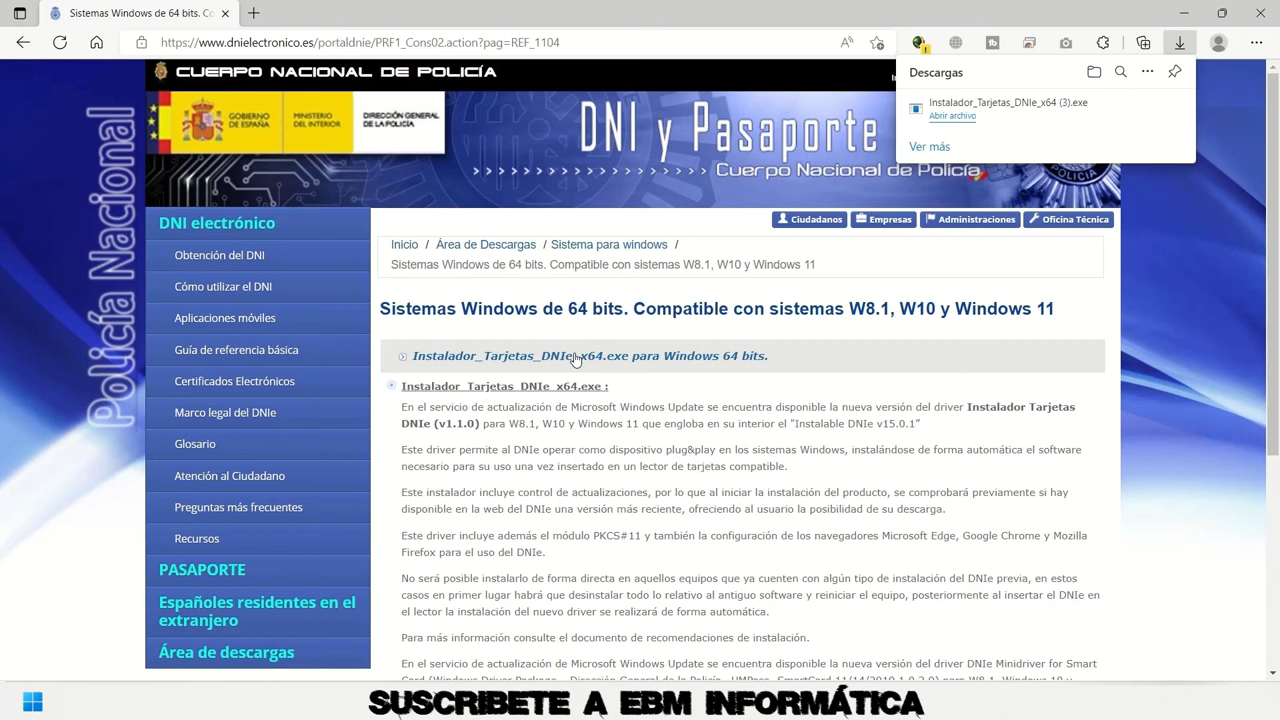 Sistemas Windows de 64 bits. Co
https://www.dnielectronico.es/portaldnie/PRF1_Cons02.action?pag=REF_1104
Descargas
Instalador_Tarjetas_DNIe_x64 (3).exe
Abrir archivo
Ver más
CUERPO NACIONAL DE POLICÍA
GOBIERNO DE ESPAÑA
MINISTERIO DEL INTERIOR
DIRECCIÓN GENERAL DE LA POLICÍA
DNI y Pasaporte
Cuerpo Nacional de Policía
Policía Nacional
DNI electrónico
Obtención del DNI
Cómo utilizar el DNI
Aplicaciones móviles
Guía de referencia básica
Certificados Electrónicos
Marco legal del DNIe
Glosario
Atención al Ciudadano
Preguntas más frecuentes
Recursos
PASAPORTE
Españoles residentes en el
extranjero
Área de descargas
Ciudadanos Empresas Administraciones Oficina Técnica
Inicio / Área de Descargas / Sistema para windows /
Sistemas Windows de 64 bits. Compatible con sistemas W8.1, W10 y Windows 11
Sistemas Windows de 64 bits. Compatible con sistemas W8.1, W10 y Windows 11
Instalador_Tarjetas_DNIe_x64.exe para Windows 64 bits.
Instalador_Tarjetas_DNIe_x64.exe :
En el servicio de actualización de Microsoft Windows Update se encuentra disponible la nueva versión del driver Instalador Tarjetas
DNIe (v1.1.0) para W8.1, W10 y Windows 11 que engloba en su interior el "Instalable DNIe v15.0.1"
Este driver permite al DNIe operar como dispositivo plug&play en los sistemas Windows, instalándose de forma automática el software
necesario para su uso una vez insertado en un lector de tarjetas compatible.
Este instalador incluye control de actualizaciones, por lo que al iniciar la instalación del producto, se comprobará previamente si hay
disponible en la web del DNIe una versión más reciente, ofreciendo al usuario la posibilidad de su descarga.
Este driver incluye además el módulo PKCS#11 y también la configuración de los navegadores Microsoft Edge, Google Chrome y Mozilla
Firefox para el uso del DNIe.
No será posible instalarlo de forma directa en aquellos equipos que ya cuenten con algún tipo de instalación del DNIe previa, en estos
casos en primer lugar habrá que desinstalar todo lo relativo al antiguo software y reiniciar el equipo, posteriormente al insertar el DNIe en
el lector la instalación del nuevo driver se realizará de forma automática.
Para más información consulte el documento de recomendaciones de instalación.
En el servicio de actualización de Microsoft Windows Update se encuentra disponible la nueva versión del driver DNIe Minidriver for Smart
SUSCRIBETE A EBM INFORMÁTICA